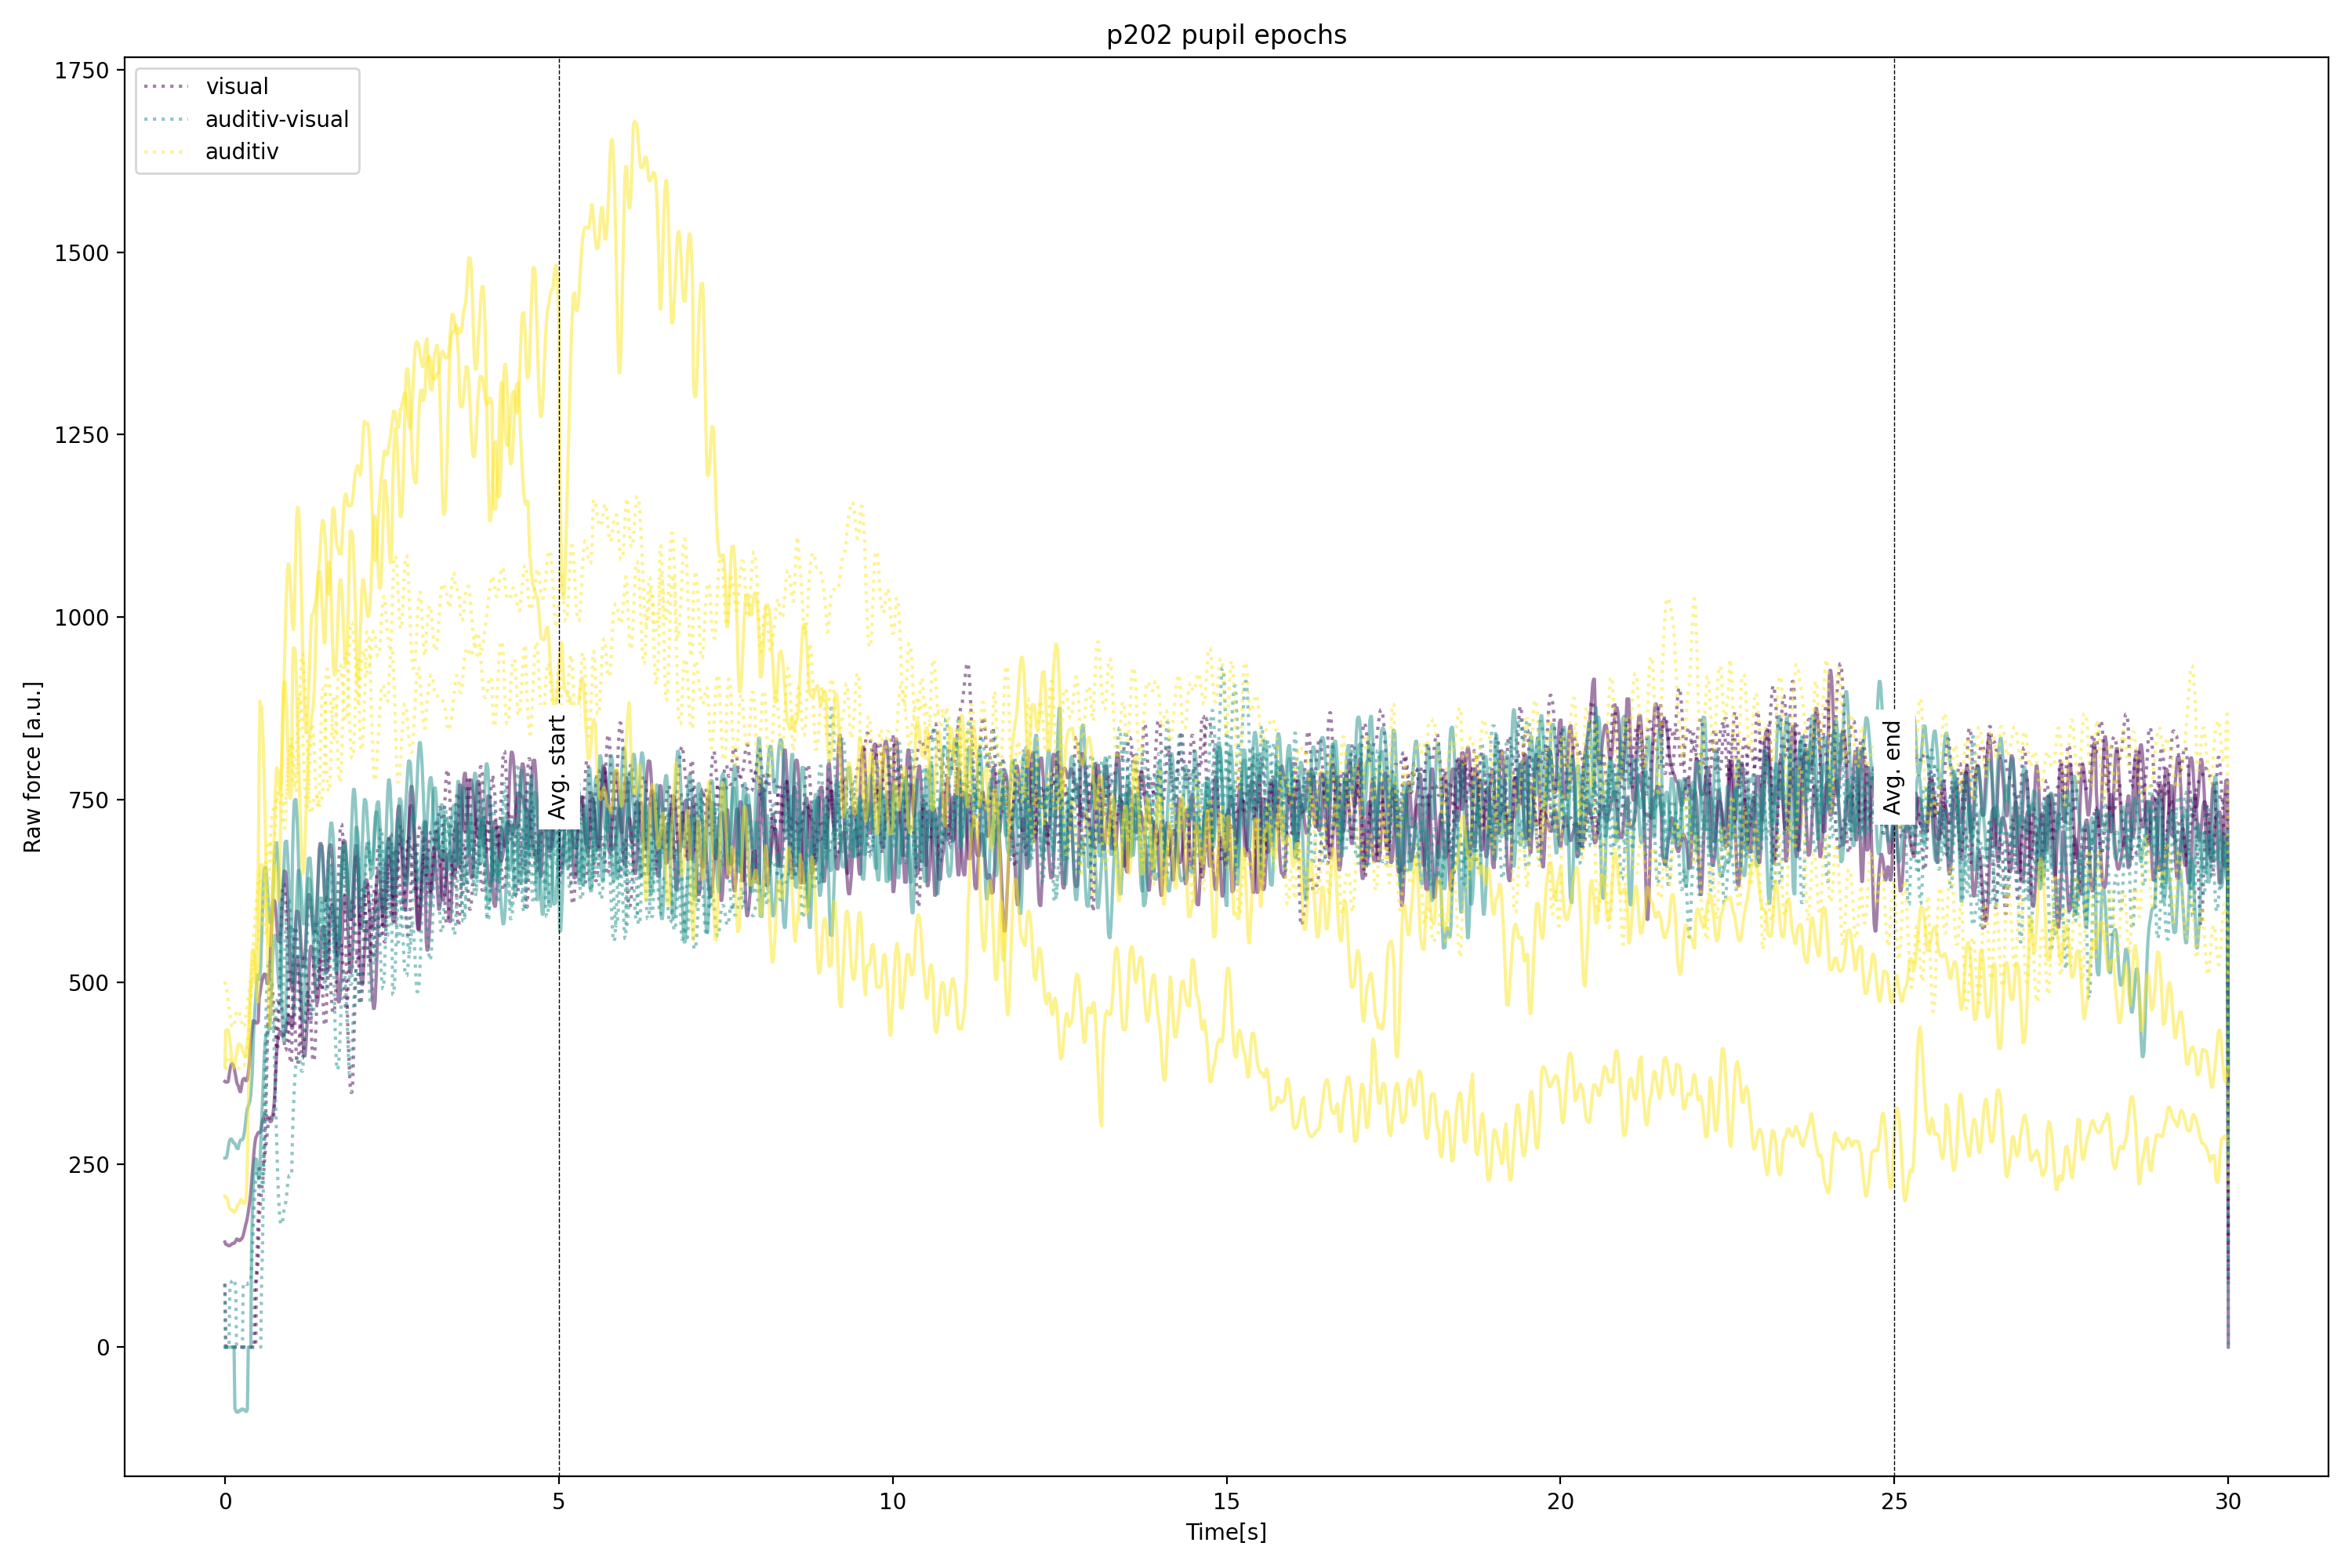 p202 pupil epochs
1750
1500
1250
1000
750
500
250
0
Raw force [a.u.]
visual
auditiv-visual
auditiv
Avg. start
Avg. end
0 5 10 15 20 25 30
Time[s]